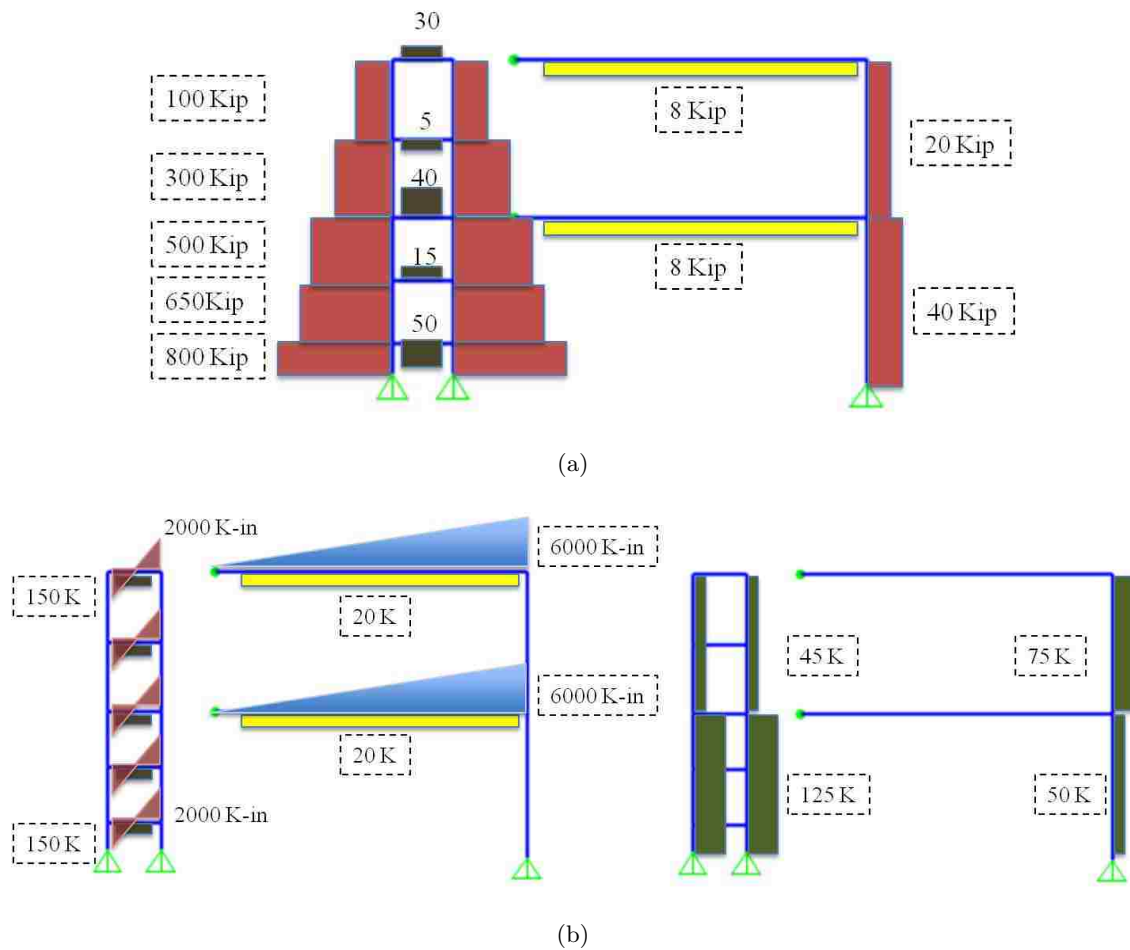 30
100 Kip
8 Kip
5
20 Kip
300 Kip
40
500 Kip
15
8 Kip
650Kip
40 Kip
50
800 Kip
(a)
2000 K-in
6000 K-in
150 K
20 K
45 K
75 K
6000 K-in
20 K
125 K
50 K
2000 K-in
150 K
(b)